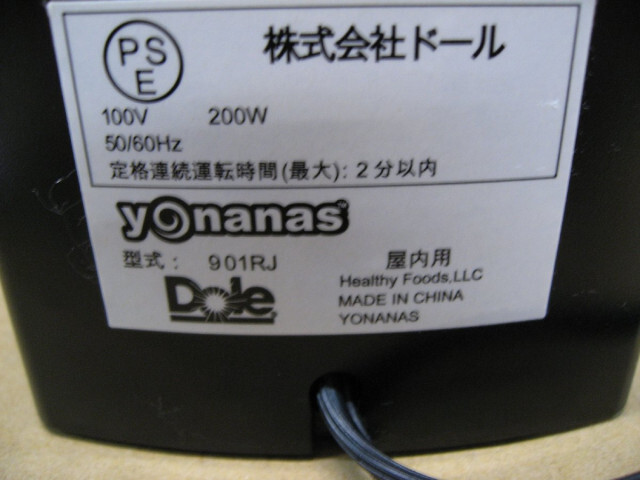 PSE
株式会社ドール
100V 200W
50/60Hz
定格連続運転時間(最大): 2分以内
yonanas
型式: 901RJ 屋内用
Dole
Healthy Foods,LLC
MADE IN CHINA
YONANAS